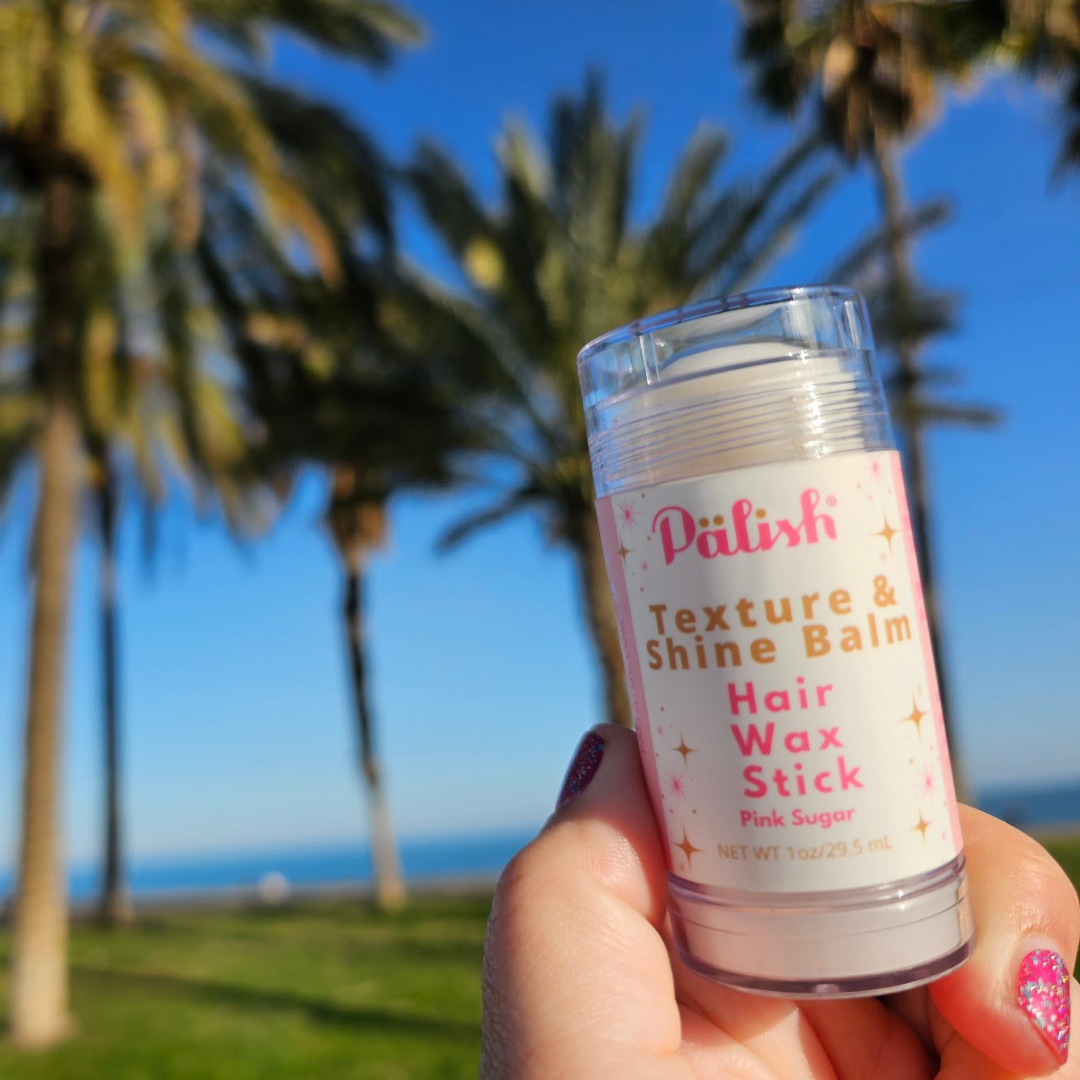 Pälish®
Texture &
Shine Balm
Hair
Wax
Stick
Pink Sugar
NET WT 1oz/29.5 mL